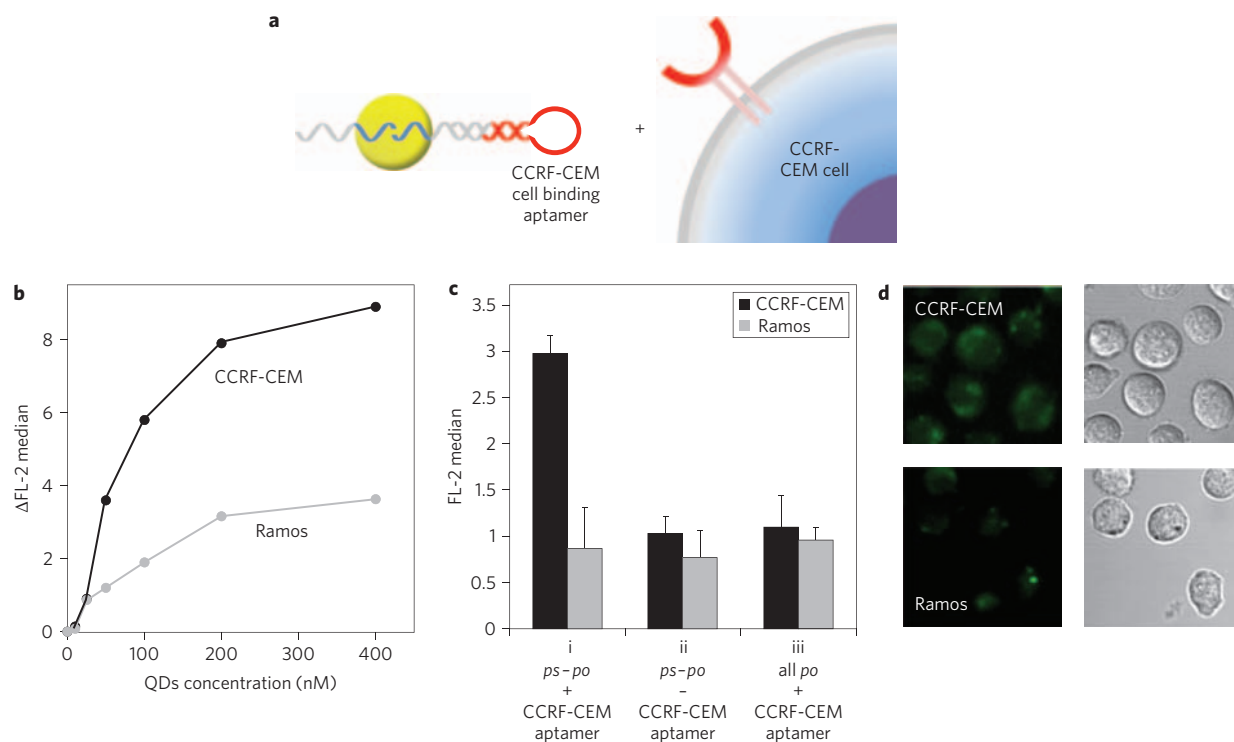 a
CCRF-CEM
cell binding
aptamer
+
CCRF-
CEM cell
b
ΔFL-2 median
8
6
4
2
0
CCRF-CEM
Ramos
0
100
200
300
400
QDs concentration (nM)
c
FL-2 median
3.5
3
2.5
2
1.5
1
0.5
0
CCRF-CEM
Ramos
i
ps–po
+
CCRF-CEM
aptamer
ii
ps–po
–
CCRF-CEM
aptamer
iii
all po
+
CCRF-CEM
aptamer
d
CCRF-CEM
Ramos